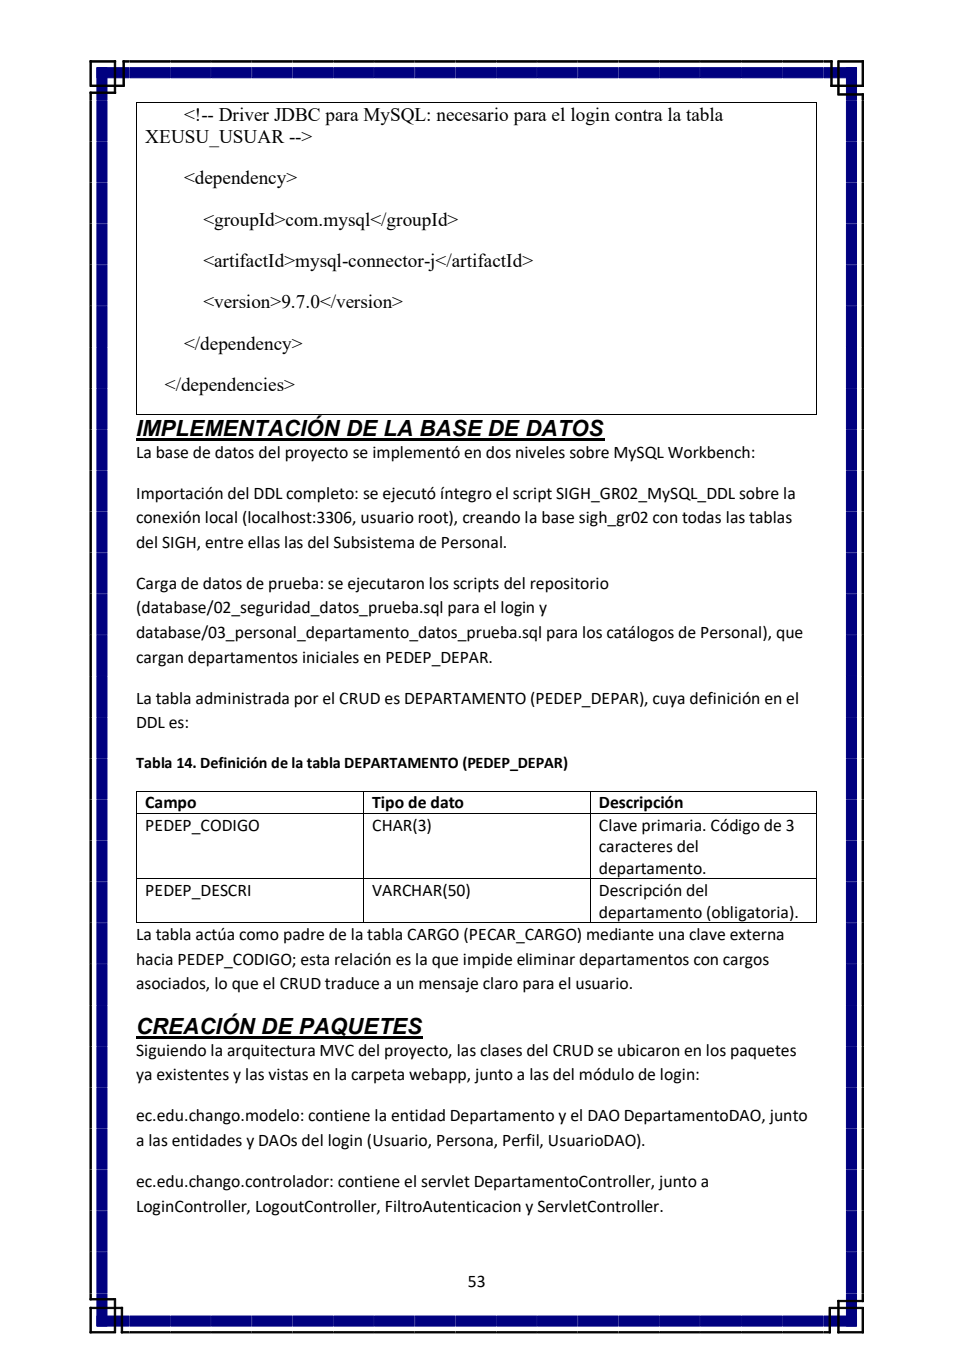 <!-- Driver JDBC para MySQL: necesario para el login contra la tabla
XEUSU_USUAR -->
<dependency>
<groupId>com.mysql</groupId>
<artifactId>mysql-connector-j</artifactId>
<version>9.7.0</version>
</dependency>
</dependencies>
IMPLEMENTACIÓN DE LA BASE DE DATOS
La base de datos del proyecto se implementó en dos niveles sobre MySQL Workbench:
Importación del DDL completo: se ejecutó íntegro el script SIGH_GR02_MySQL_DDL sobre la
conexión local (localhost:3306, usuario root), creando la base sigh_gr02 con todas las tablas
del SIGH, entre ellas las del Subsistema de Personal.
Carga de datos de prueba: se ejecutaron los scripts del repositorio
(database/02_seguridad_datos_prueba.sql para el login y
database/03_personal_departamento_datos_prueba.sql para los catálogos de Personal), que
cargan departamentos iniciales en PEDEP_DEPAR.
La tabla administrada por el CRUD es DEPARTAMENTO (PEDEP_DEPAR), cuya definición en el
DDL es:
Tabla 14. Definición de la tabla DEPARTAMENTO (PEDEP_DEPAR)
Campo Tipo de dato Descripción
PEDEP_CODIGO CHAR(3) Clave primaria. Código de 3
caracteres del
departamento.
PEDEP_DESCRI VARCHAR(50) Descripción del
departamento (obligatoria).
La tabla actúa como padre de la tabla CARGO (PECAR_CARGO) mediante una clave externa
hacia PEDEP_CODIGO; esta relación es la que impide eliminar departamentos con cargos
asociados, lo que el CRUD traduce a un mensaje claro para el usuario.
CREACIÓN DE PAQUETES
Siguiendo la arquitectura MVC del proyecto, las clases del CRUD se ubicaron en los paquetes
ya existentes y las vistas en la carpeta webapp, junto a las del módulo de login:
ec.edu.chango.modelo: contiene la entidad Departamento y el DAO DepartamentoDAO, junto
a las entidades y DAOs del login (Usuario, Persona, Perfil, UsuarioDAO).
ec.edu.chango.controlador: contiene el servlet DepartamentoController, junto a
LoginController, LogoutController, FiltroAutenticacion y ServletController.
53